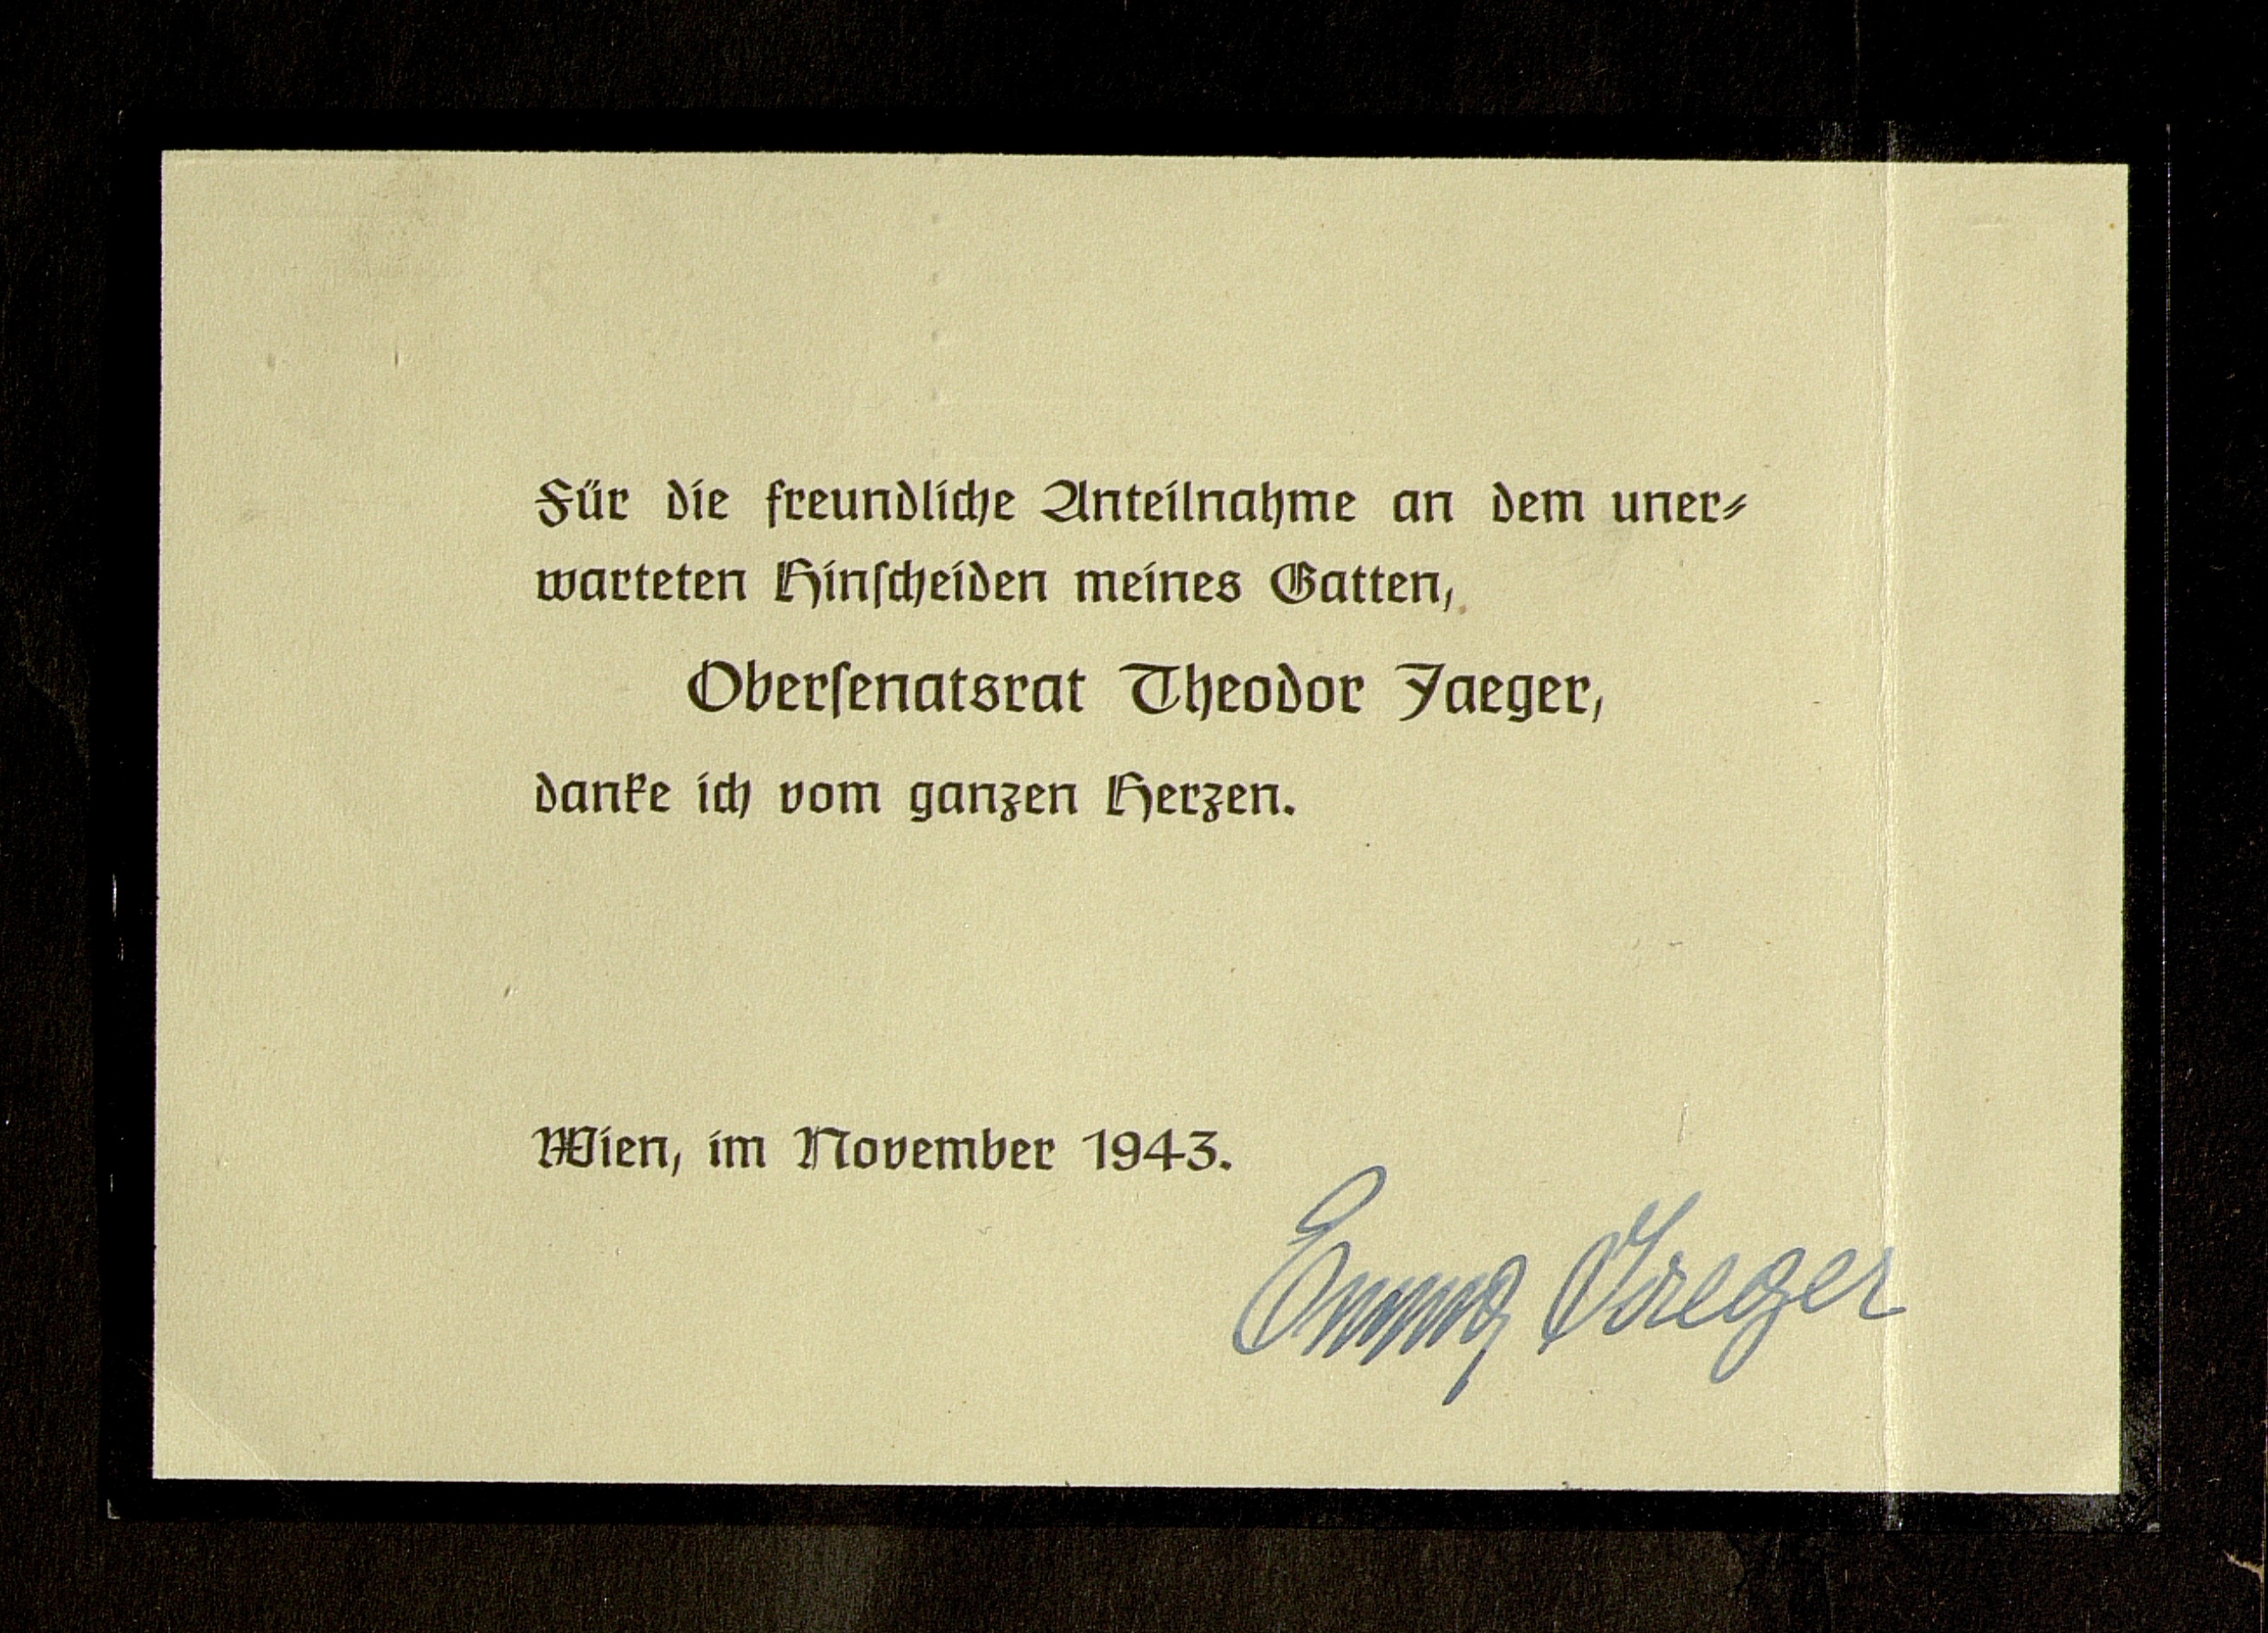 Für die freundliche Anteilnahme an dem uner⸗
warteten Hinſcheiden meines Gatten,
Oberſenatsrat Theodor Jaeger,
danke ich vom ganzen Herzen.
Wien, im November 1943.
Emma Jaeger